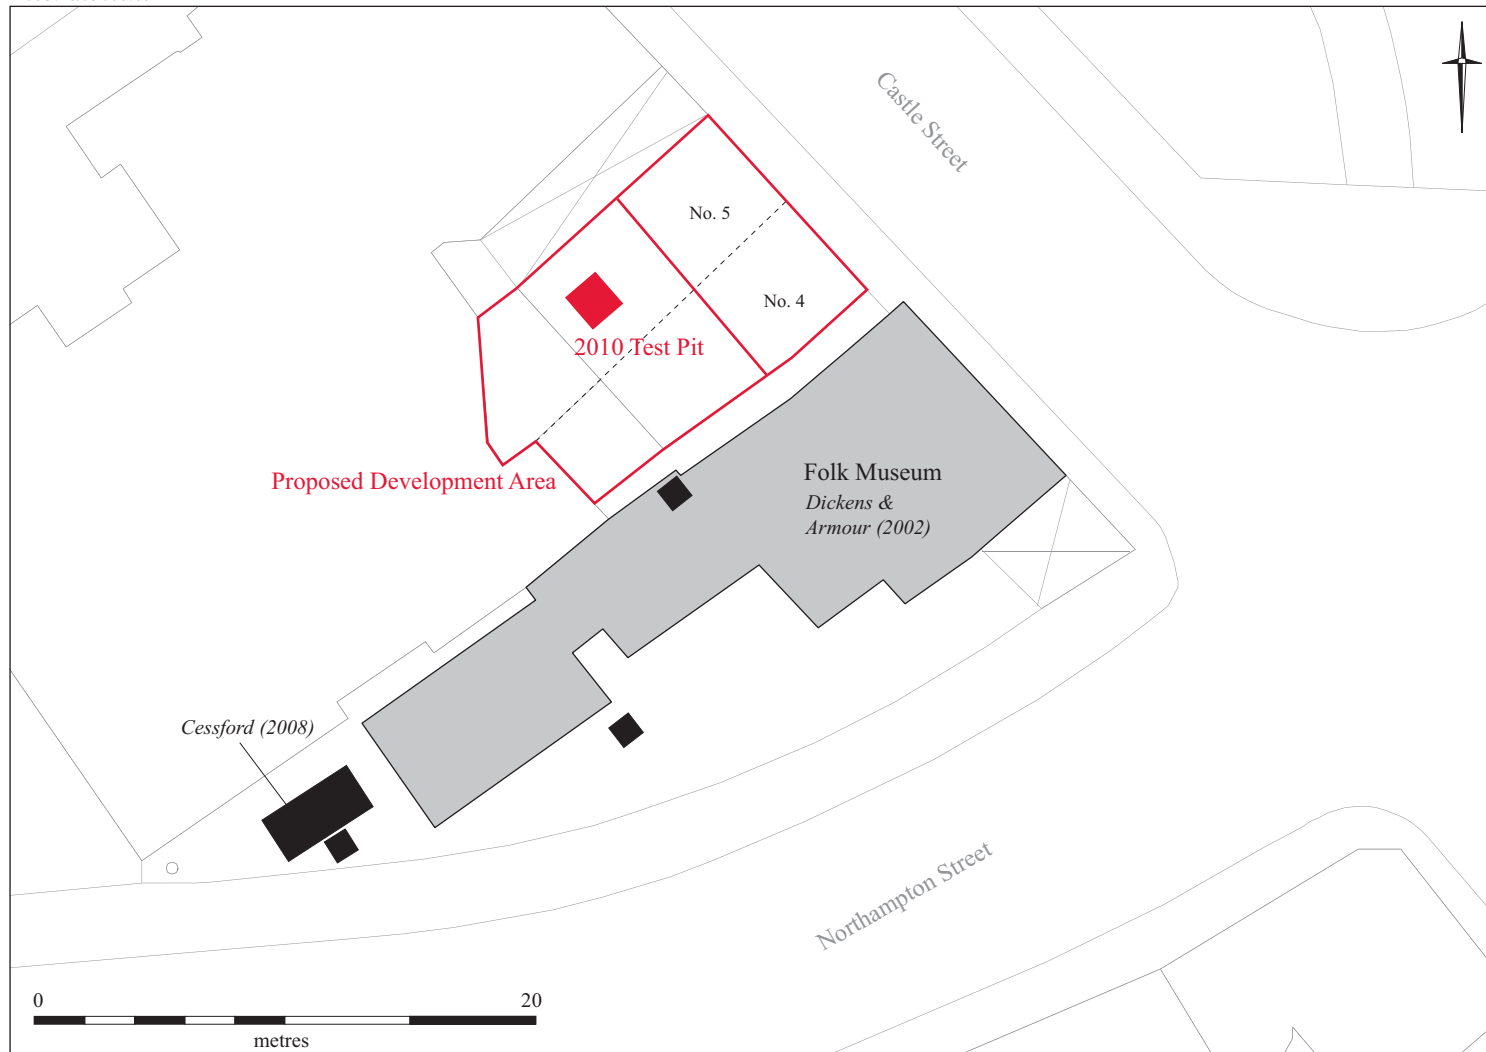 Castle Street
No. 5
No. 4
2010 Test Pit
Proposed Development Area
Folk Museum
Dickens &
Armour (2002)
Cessford (2008)
Northampton Street
0 20
metres